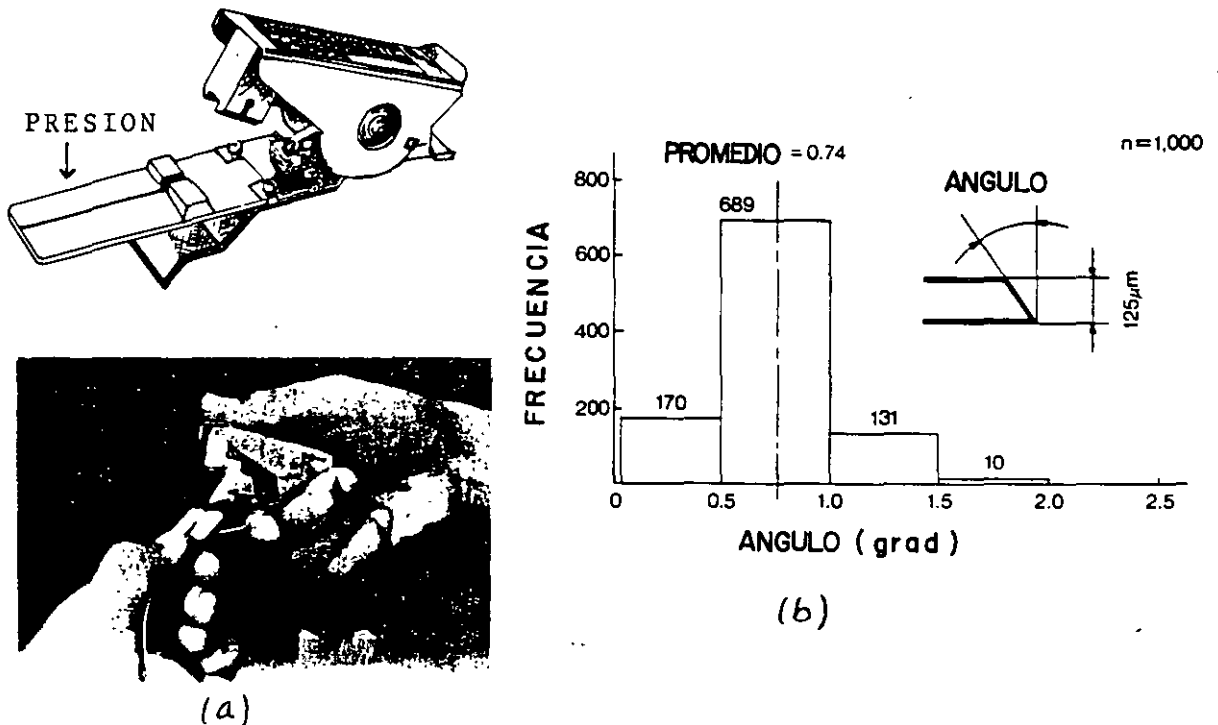 PRESION
(a)
PROMEDIO = 0.74
n=1,000
ANGULO
125µm
FRECUENCIA
800
600
400
200
170
689
131
10
0
0.5
1.0
1.5
2.0
2.5
ANGULO (grad)
(b)